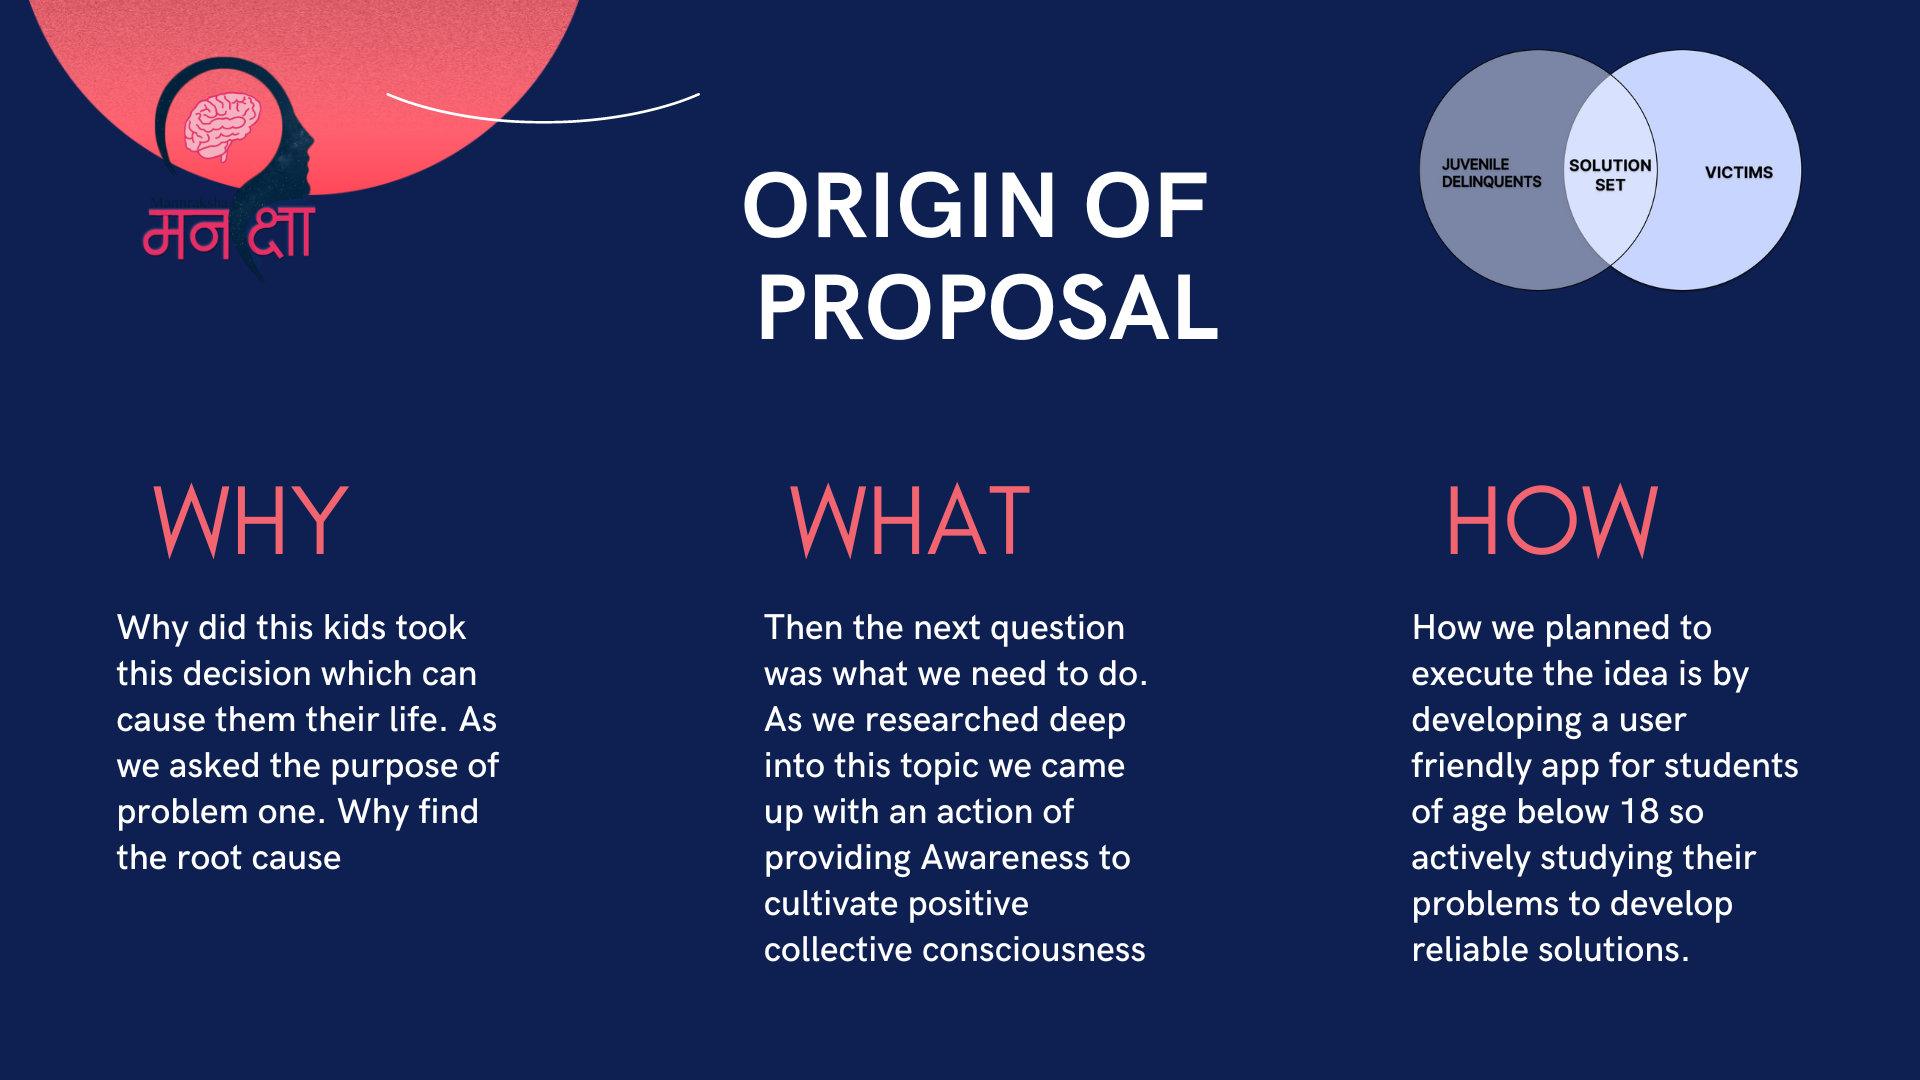 मन क्षा
ORIGIN OF
PROPOSAL
JUVENILE
DELINQUENTS
SOLUTION
SET
VICTIMS
WHY
Why did this kids took
this decision which can
cause them their life. As
we asked the purpose of
problem one. Why find
the root cause
WHAT
Then the next question
was what we need to do.
As we researched deep
into this topic we came
up with an action of
providing Awareness to
cultivate positive
collective consciousness
HOW
How we planned to
execute the idea is by
developing a user
friendly app for students
of age below 18 so
actively studying their
problems to develop
reliable solutions.